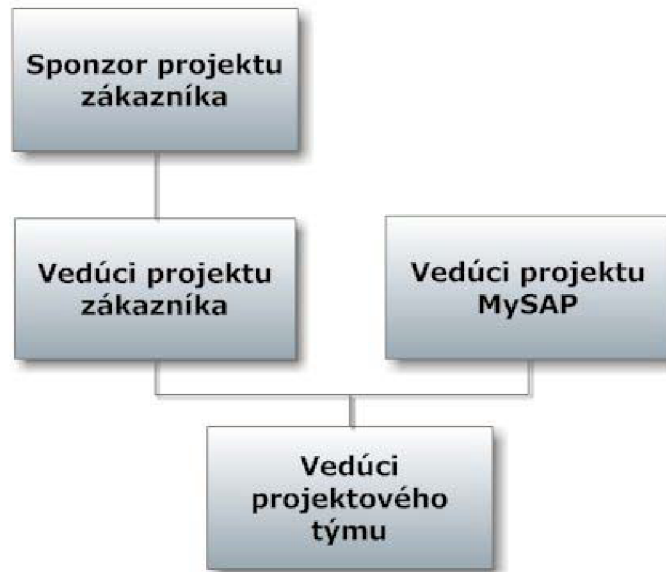 Sponzor projektu
zákazníka
Vedúci projektu
zákazníka
Vedúci projektu
MySAP
Vedúci
projektového
týmu